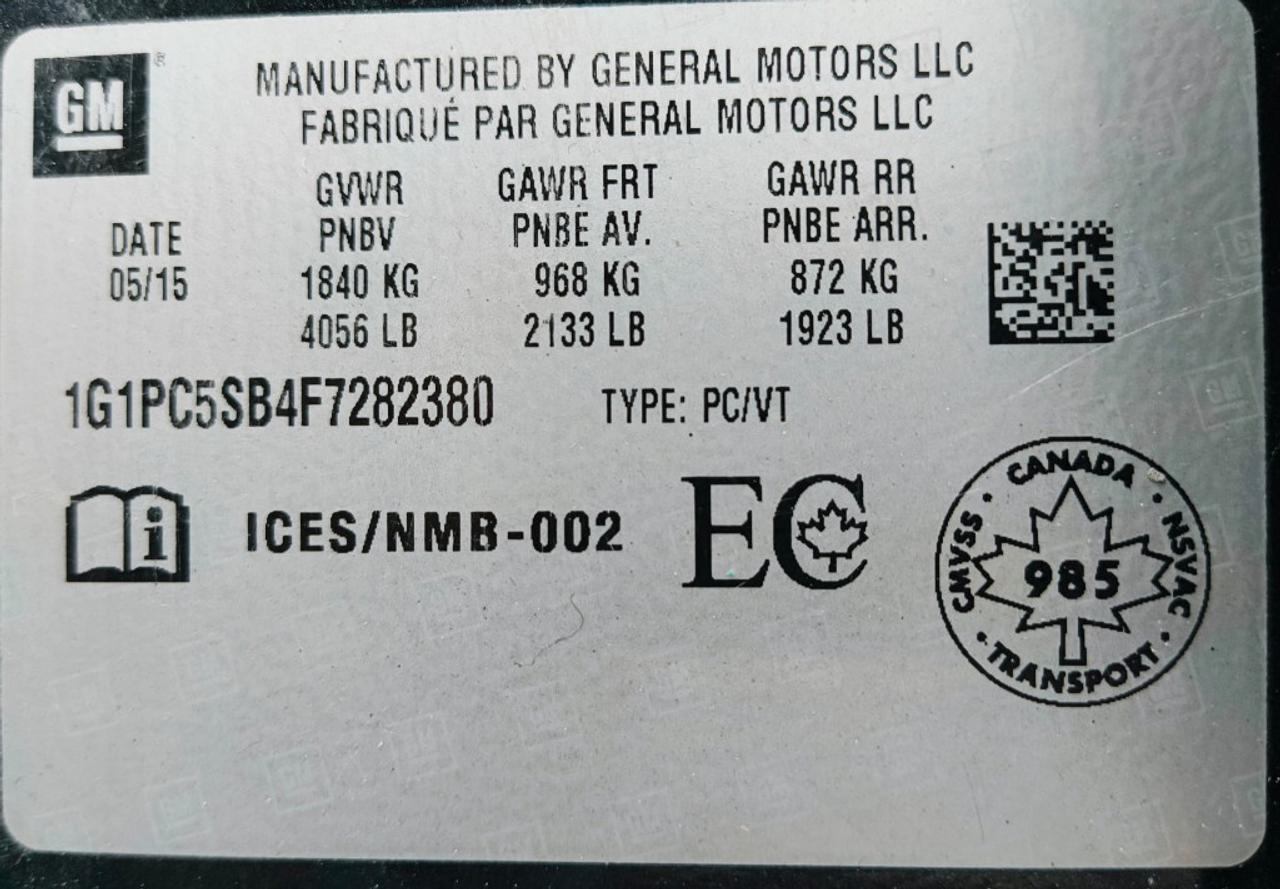 GM
MANUFACTURED BY GENERAL MOTORS LLC
FABRIQUÉ PAR GENERAL MOTORS LLC
GVWR GAWR FRT GAWR RR
DATE PNBV PNBE AV. PNBE ARR.
05/15 1840 KG 968 KG 872 KG
4056 LB 2133 LB 1923 LB
1G1PC5SB4F7282380 TYPE: PC/VT
i ICES/NMB-002 EC
CANADA
CMVSS 985 NSVAC
TRANSPORT